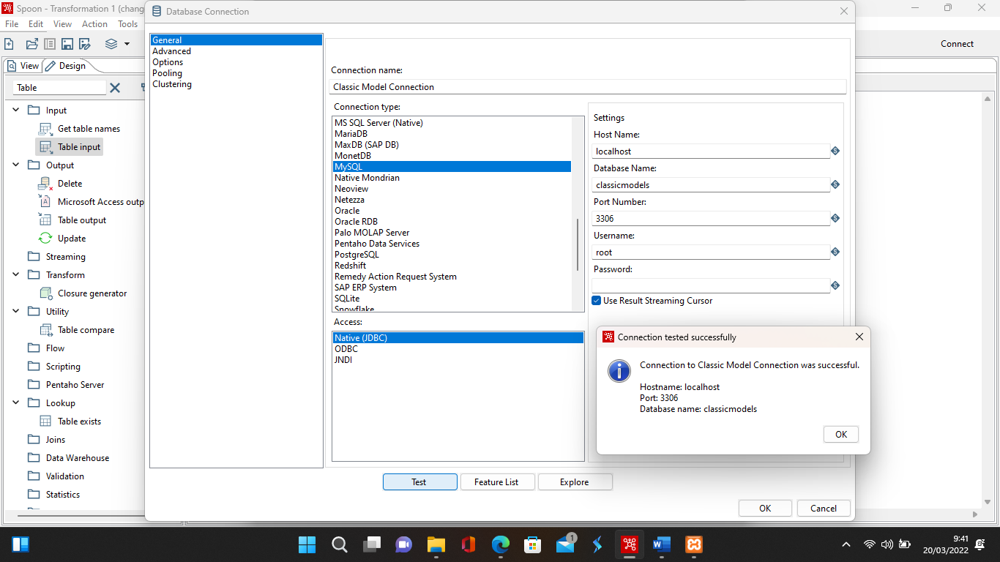 Spoon - Transformation 1 (chang
Database Connection
File Edit View Action Tools
Connect
View Design
Table
Input
Get table names
Table input
Output
Delete
Microsoft Access outp
Table output
Update
Streaming
Transform
Closure generator
Utility
Table compare
Flow
Scripting
Pentaho Server
Lookup
Table exists
Joins
Data Warehouse
Validation
Statistics
General
Advanced
Options
Pooling
Clustering
Connection name:
Classic Model Connection
Connection type:
MS SQL Server (Native)
MariaDB
MaxDB (SAP DB)
MonetDB
MySQL
Native Mondrian
Neoview
Netezza
Oracle
Oracle RDB
Palo MOLAP Server
Pentaho Data Services
PostgreSQL
Redshift
Remedy Action Request System
SAP ERP System
SQLite
Snowflake
Access:
Native (JDBC)
ODBC
JNDI
Settings
Host Name:
localhost
Database Name:
classicmodels
Port Number:
3306
Username:
root
Password:
Use Result Streaming Cursor
Connection tested successfully
Connection to Classic Model Connection was successful.
Hostname: localhost
Port: 3306
Database name: classicmodels
OK
Test Feature List Explore
OK Cancel
1
9:41
20/03/2022